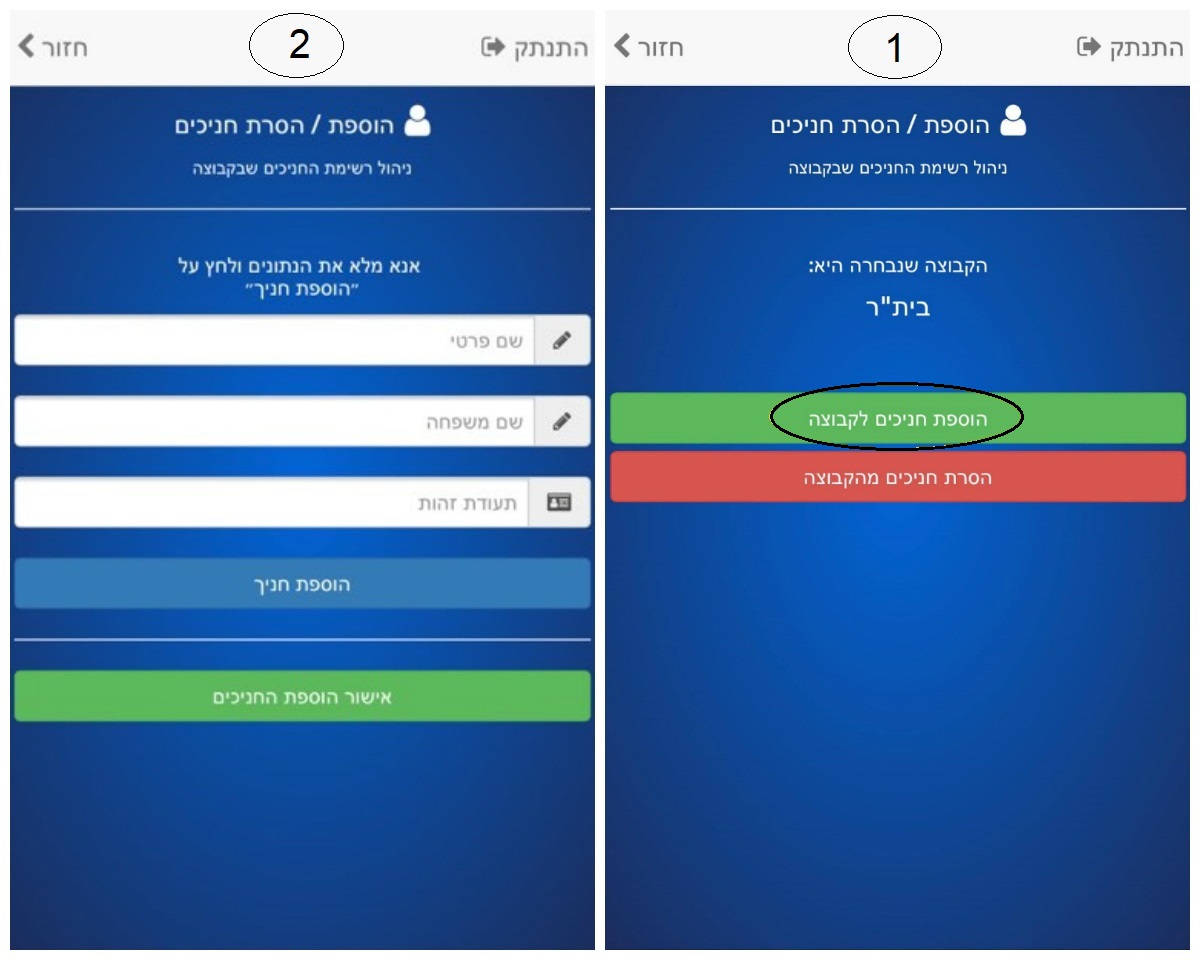 1
התנתק
חזור
הוספת / הסרת חניכים
ניהול רשימת החניכים שבקבוצה
הקבוצה שנבחרה היא:
בית"ר
הוספת חניכים לקבוצה
הסרת חניכים מהקבוצה
2
התנתק
חזור
הוספת / הסרת חניכים
ניהול רשימת החניכים שבקבוצה
אנא מלא את הנתונים ולחץ על
"הוספת חניך"
שם פרטי
שם משפחה
תעודת זהות
הוספת חניך
אישור הוספת החניכים